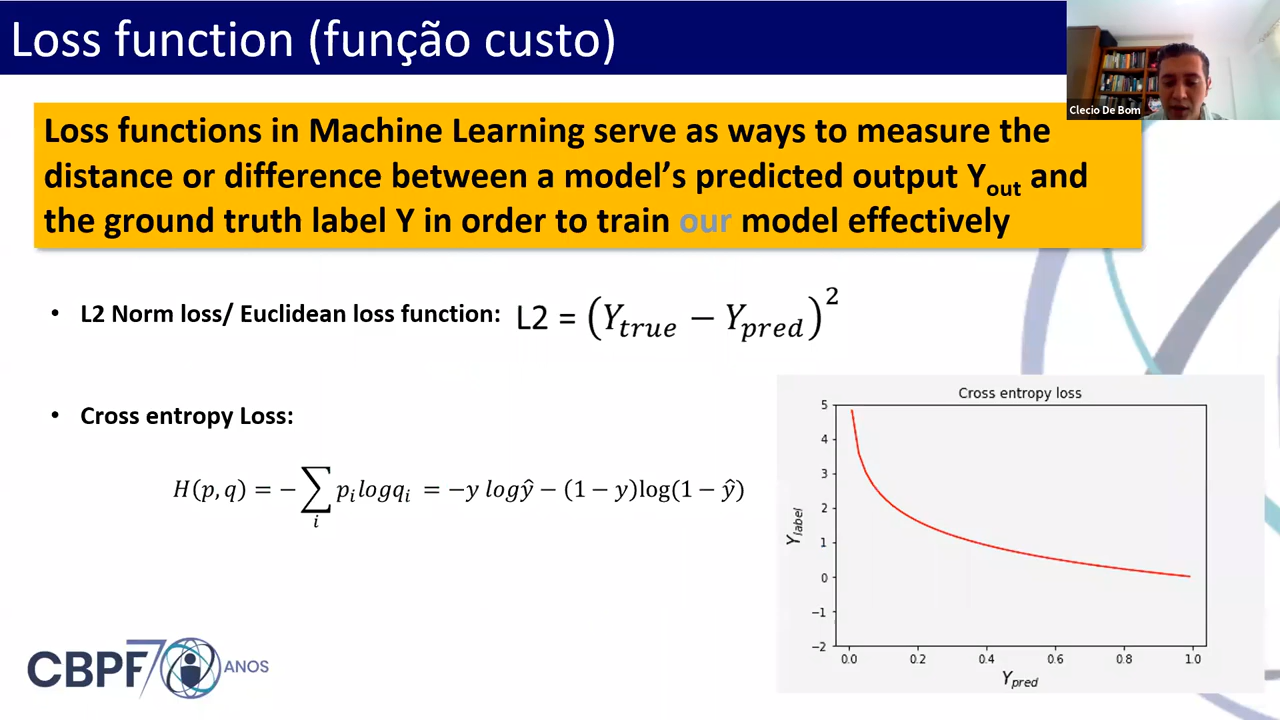 Loss function (função custo)
Clecio De Bom
Loss functions in Machine Learning serve as ways to measure the
distance or difference between a model’s predicted output Y_out and
the ground truth label Y in order to train our model effectively
• L2 Norm loss/ Euclidean loss function: L2 = (Y_true − Y_pred)^2
• Cross entropy Loss:
H(p, q) = − ∑_i p_i log q_i = −y log ŷ − (1 − y)log(1 − ŷ)
Cross entropy loss
5
4
3
2
1
0
−1
−2
Y_label
0.0 0.2 0.4 0.6 0.8 1.0
Y_pred
CBPF 70 ANOS